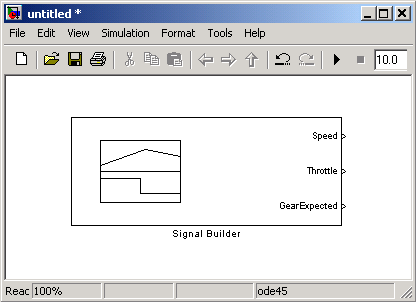 untitled *
File Edit View Simulation Format Tools Help
10.0
Speed
Throttle
GearExpected
Signal Builder
Reac 100% ode45